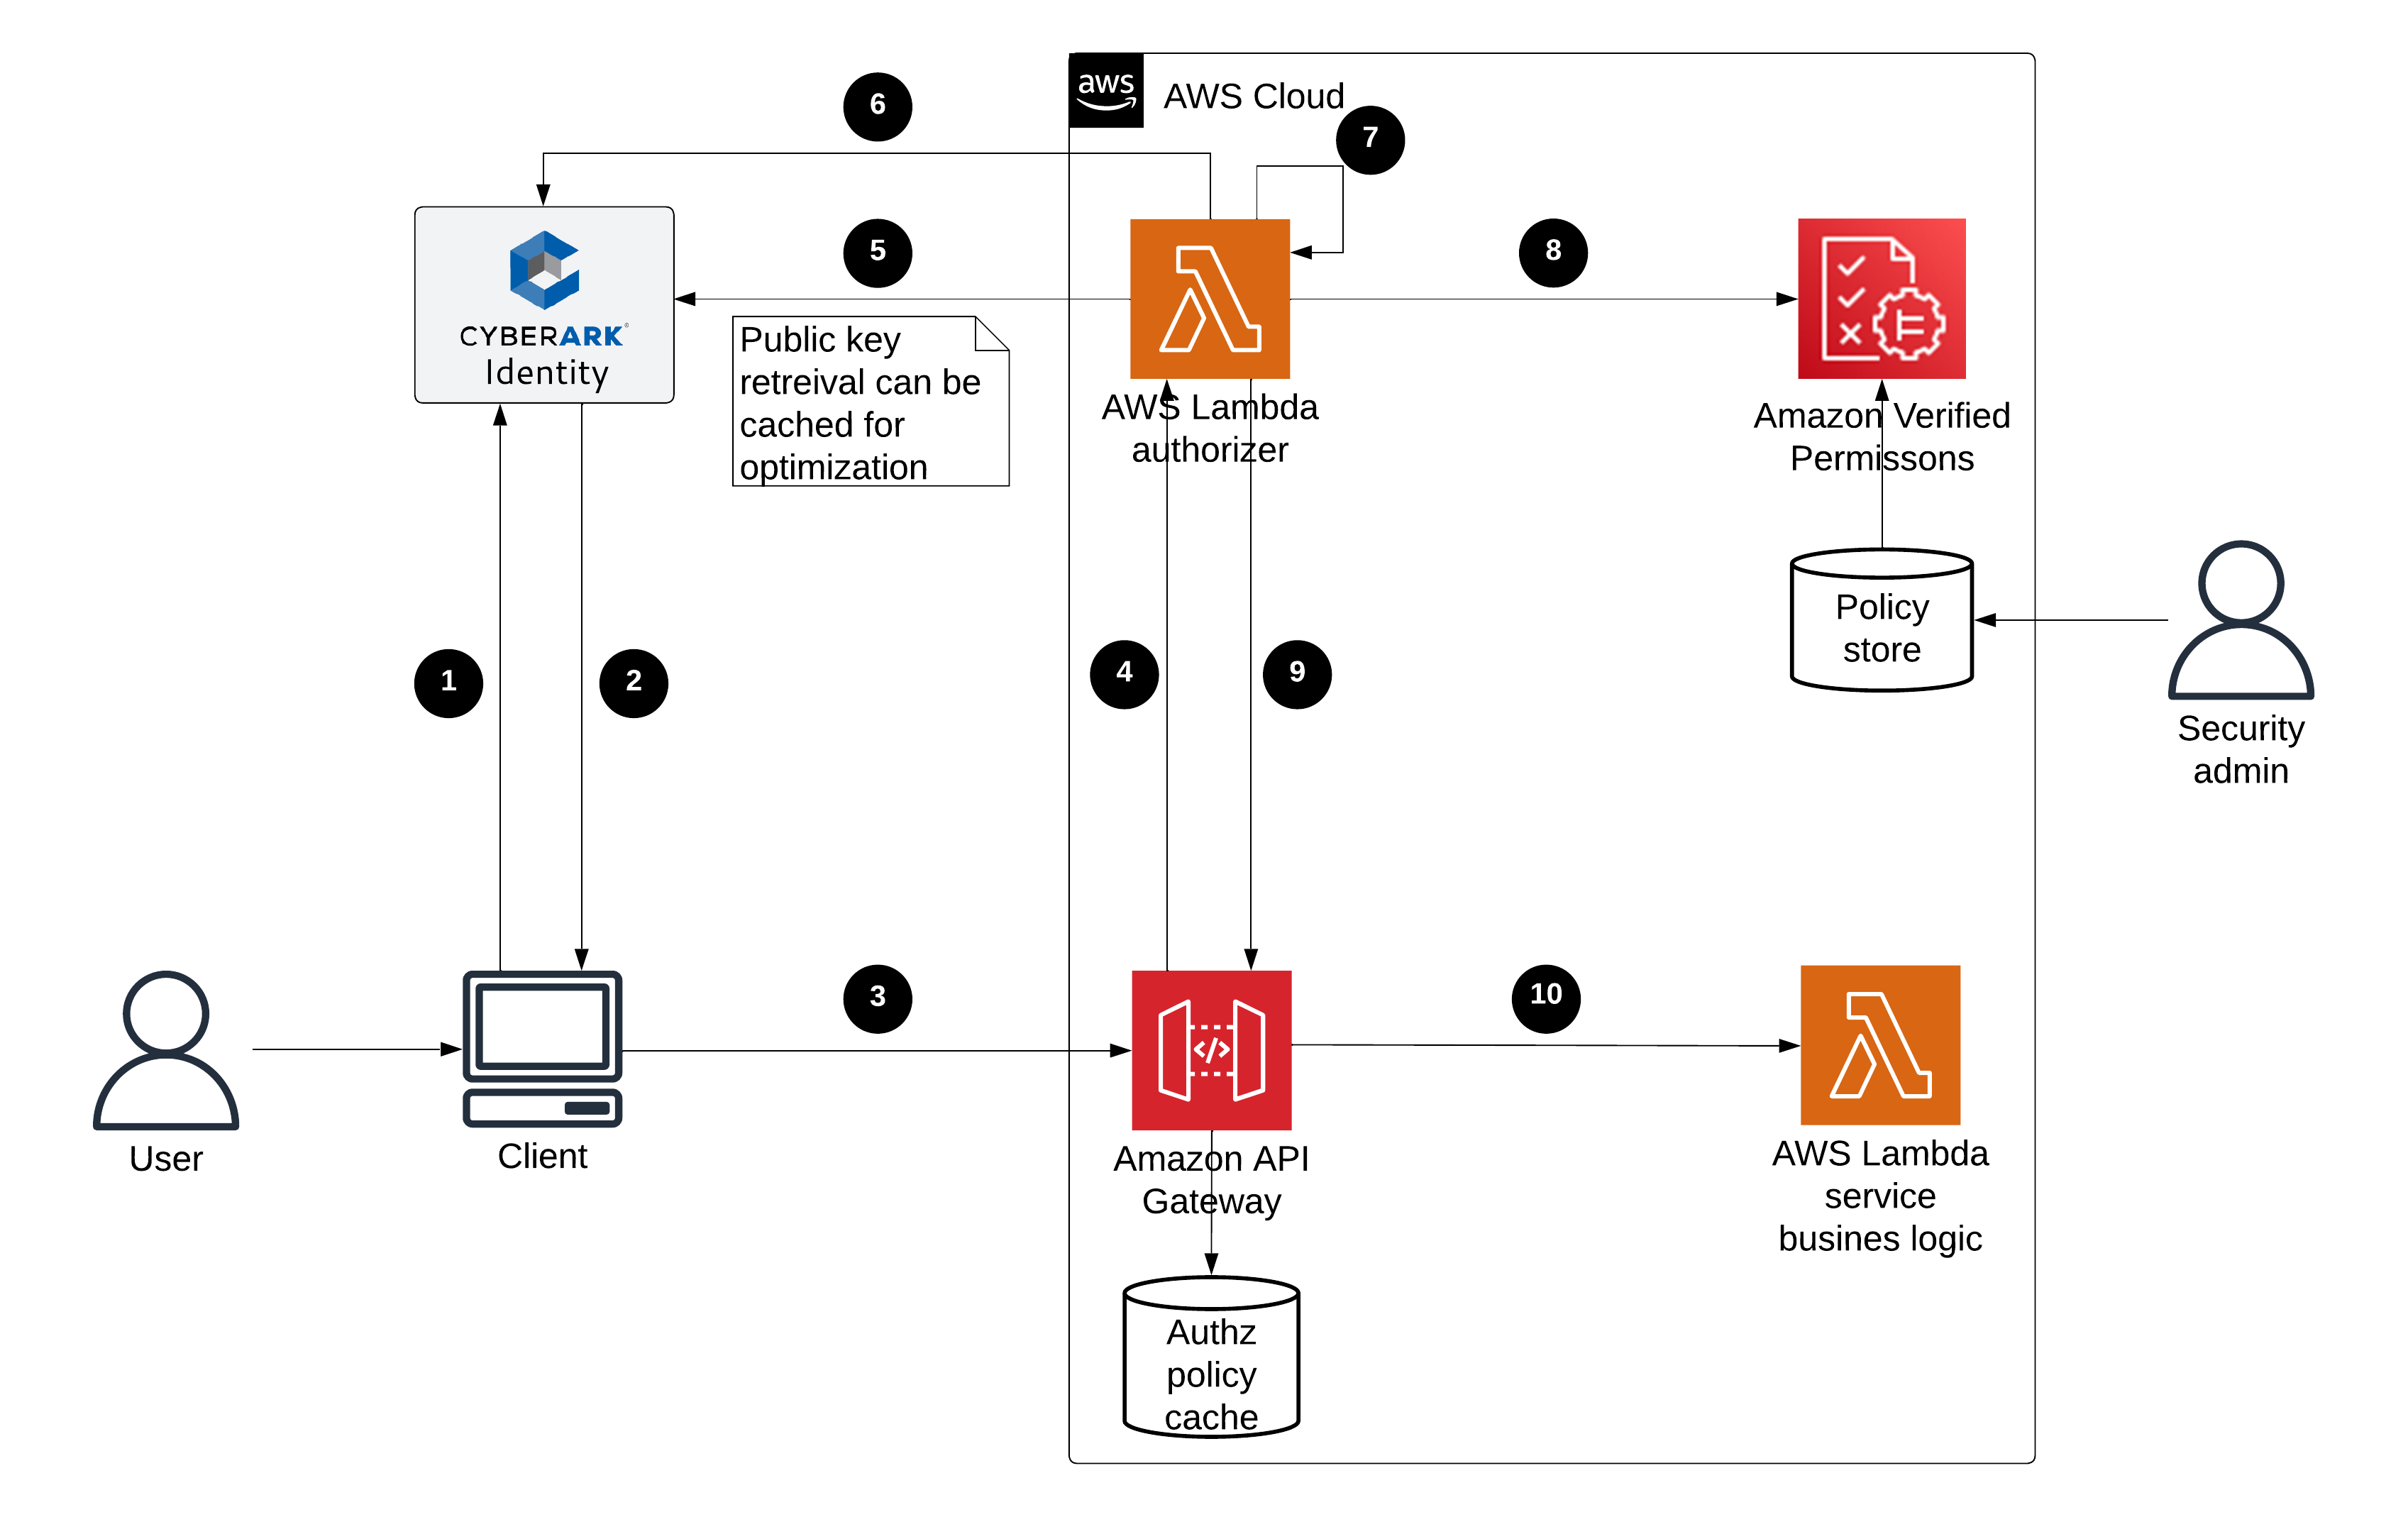 aws
AWS Cloud
6
7
5
8
CYBERARK®
Identity
Public key
retreival can be
cached for
optimization
AWS Lambda
authorizer
Amazon Verified
Permissons
Policy
store
1
2
4
9
Security
admin
3
10
</>
User
Client
Amazon API
Gateway
AWS Lambda
service
busines logic
Authz
policy
cache